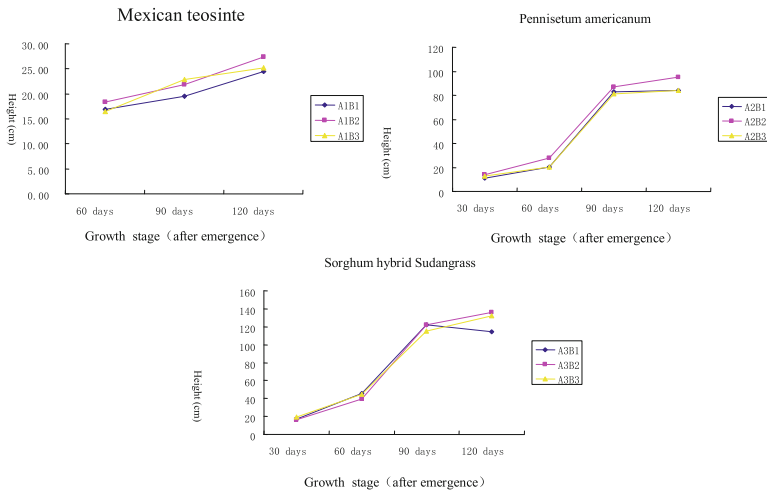 Mexican teosinte
30.00
25.00
20.00
15.00
10.00
5.00
0.00
Height (cm)
60 days 90 days 120 days
Growth stage（after emergence）
A1B1
A1B2
A1B3
Pennisetum americanum
120
100
80
60
40
20
0
Height (cm)
30 days 60 days 90 days 120 days
Growth stage（after emergence）
A2B1
A2B2
A2B3
Sorghum hybrid Sudangrass
160
140
120
100
80
60
40
20
0
Height (cm)
30 days 60 days 90 days 120 days
Growth stage（after emergence）
A3B1
A3B2
A3B3